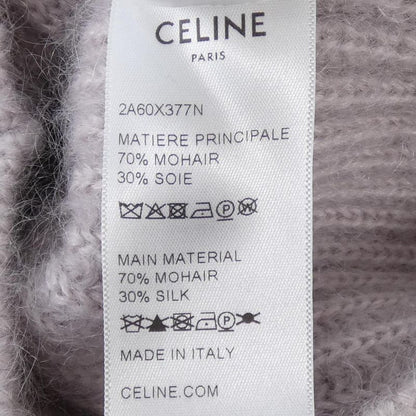 CELINE
PARIS
2A60X377N
MATIERE PRINCIPALE
70% MOHAIR
30% SOIE
MAIN MATERIAL
70% MOHAIR
30% SILK
MADE IN ITALY
CELINE.COM